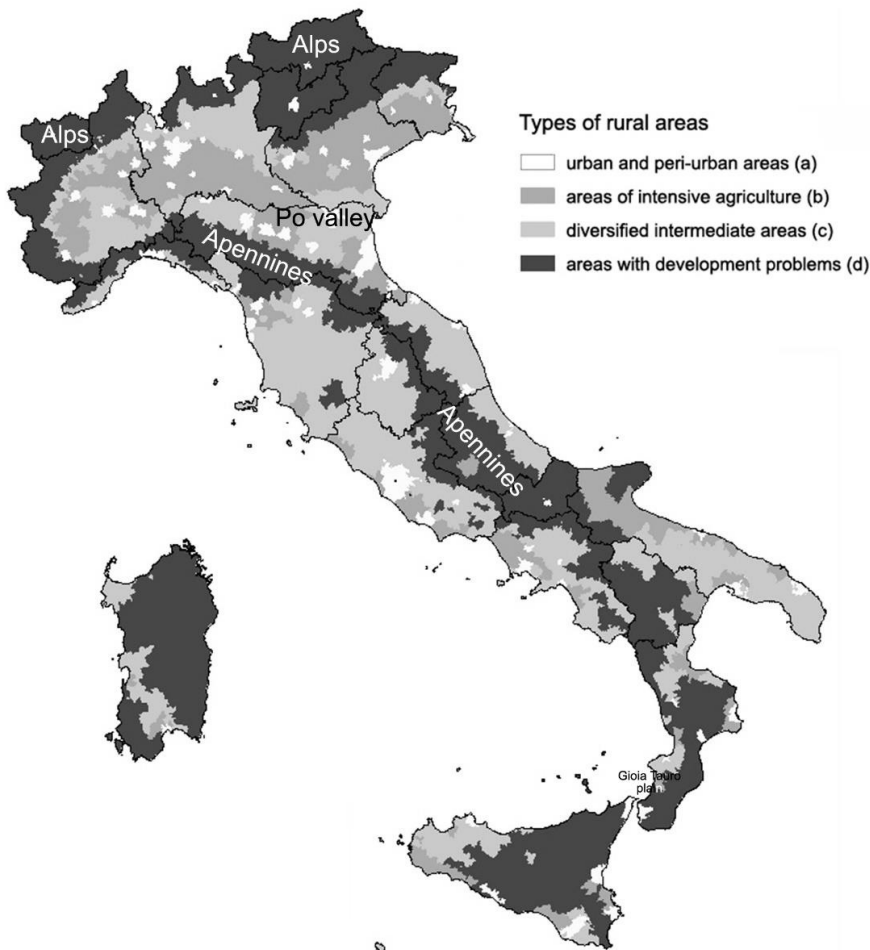 Alps
Alps
Types of rural areas
urban and peri-urban areas (a)
areas of intensive agriculture (b)
diversified intermediate areas (c)
areas with development problems (d)
Po valley
Apennines
Apennines
Gioia Tauro